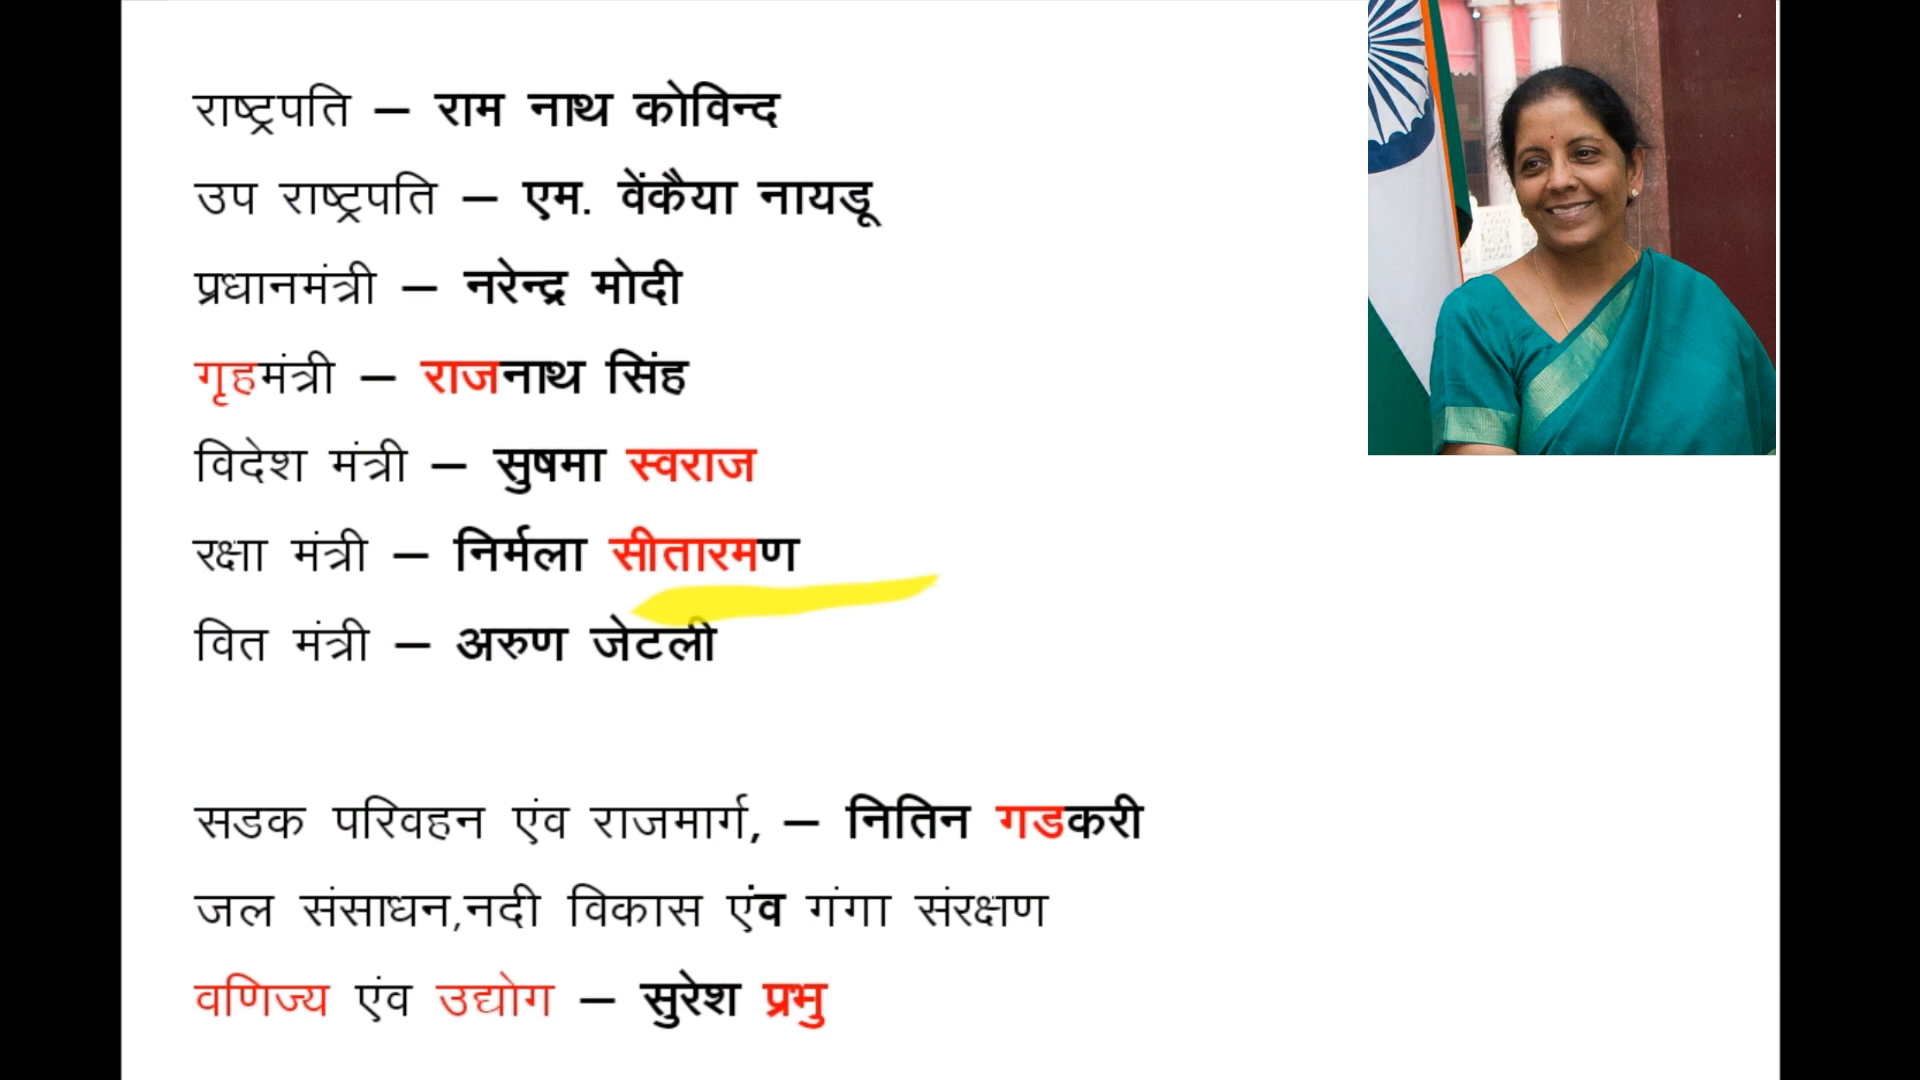 राष्ट्रपति – राम नाथ कोविन्द
उप राष्ट्रपति – एम. वेंकैया नायडू
प्रधानमंत्री – नरेन्द्र मोदी
गृहमंत्री – राजनाथ सिंह
विदेश मंत्री – सुषमा स्वराज
रक्षा मंत्री – निर्मला सीतारमण
वित मंत्री – अरुण जेटली
सडक परिवहन एंव राजमार्ग, – नितिन गडकरी
जल संसाधन,नदी विकास एंव गंगा संरक्षण
वणिज्य एंव उद्योग – सुरेश प्रभु